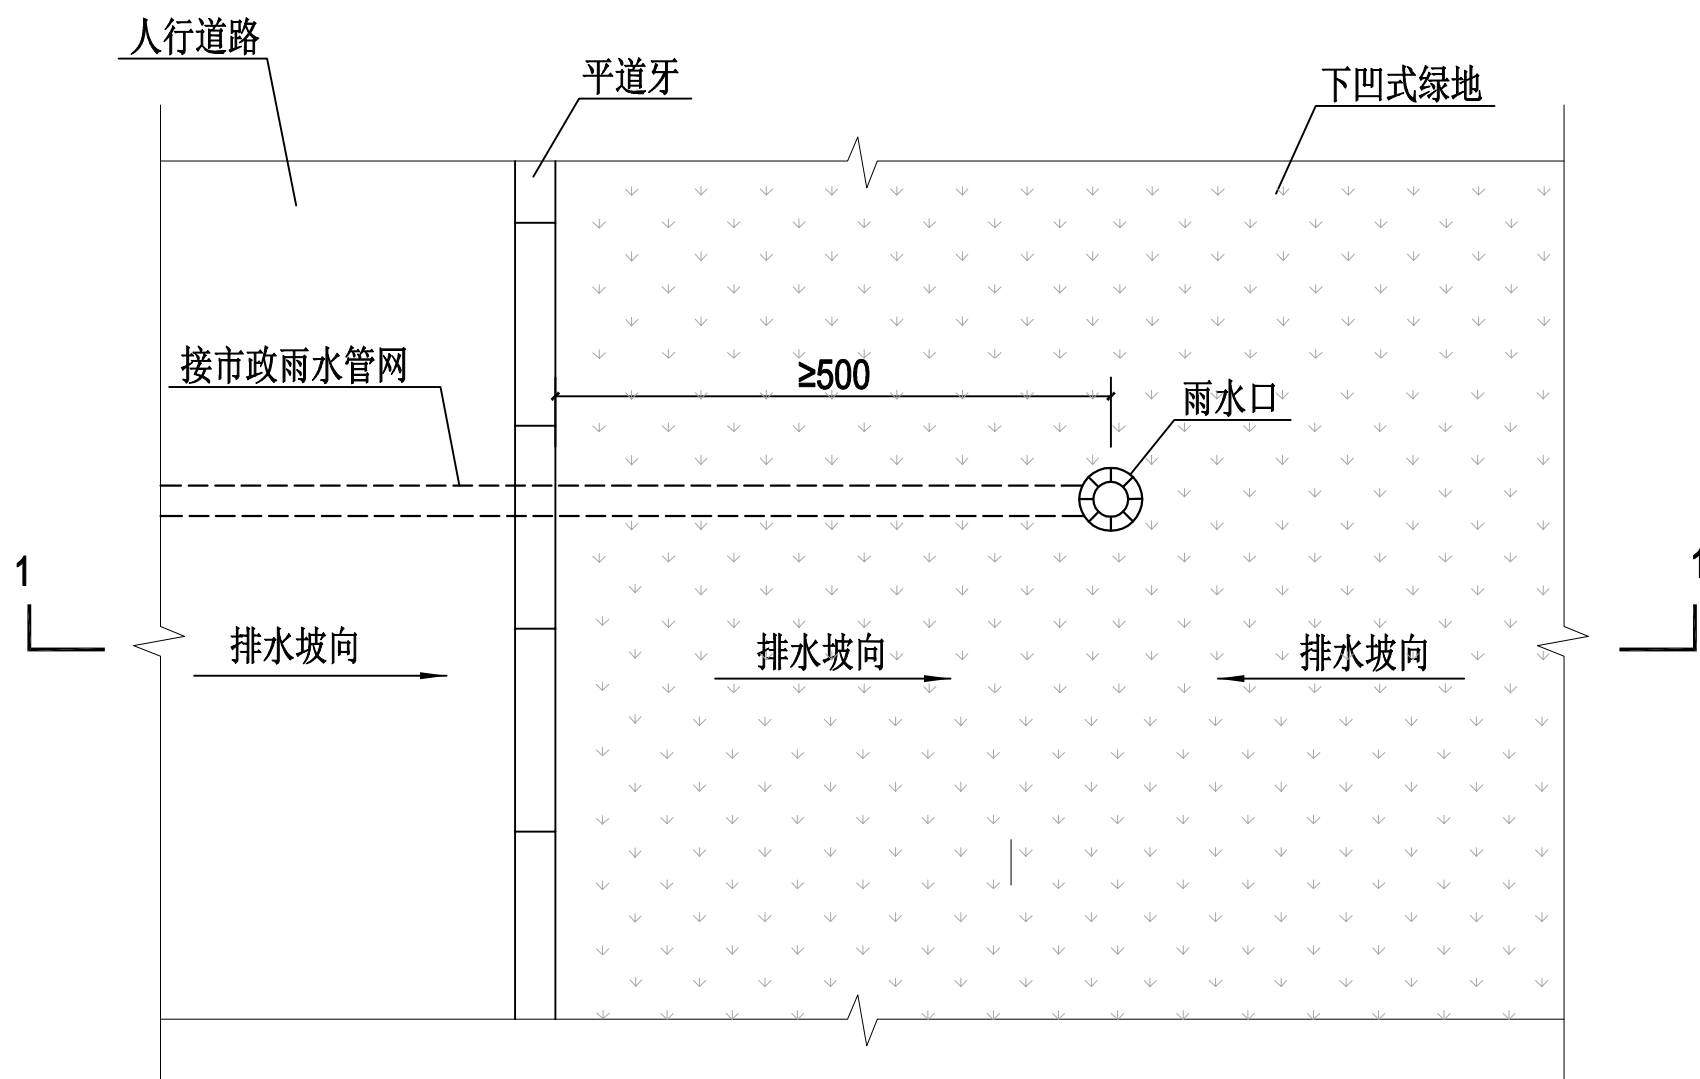 人行道路
平道牙
下凹式绿地
接市政雨水管网
≥500
雨水口
1
1
排水坡向
排水坡向
排水坡向